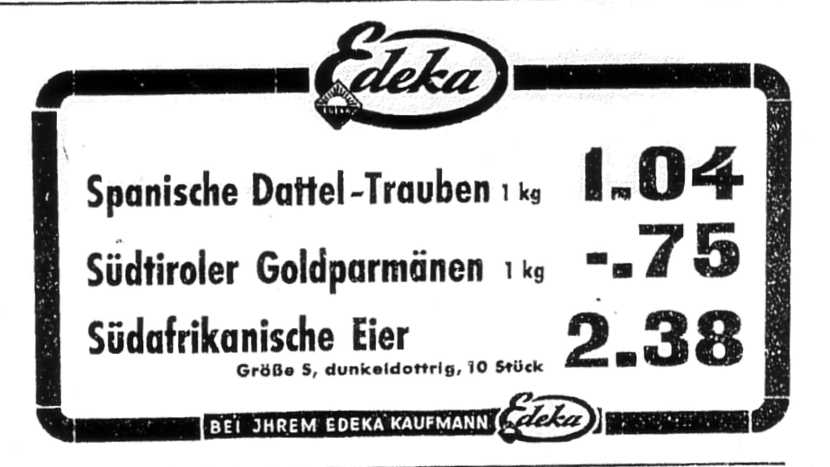 Edeka
EDEKA
Spanische Dattel-Trauben 1 kg 1.04
Südtiroler Goldparmänen 1 kg -.75
Südafrikanische Eier 2.38
Größe S, dunkeldottrig, 10 Stück
BEI JHREM EDEKA KAUFMANN Edeka